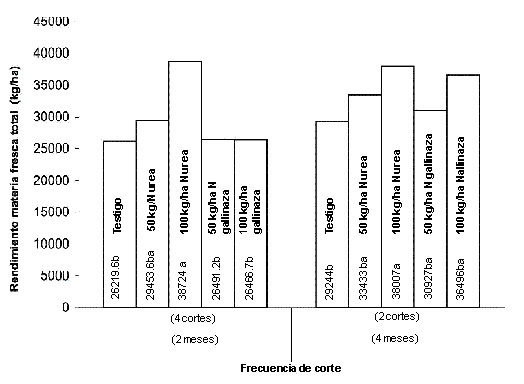 Rendimiento materia fresca total (kg/ha)
45000
40000
35000
30000
25000
20000
15000
10000
5000
0
Testigo
26219.6b
50 kg/N urea
29453.6ba
100 kg/ha N urea
38724 a
50 kg/ha N
gallinaza
26491.2b
100 kg/ha
gallinaza
26466.7b
Testigo
29244b
50 kg/ha N urea
33433 ba
100 kg/ha N urea
38007a
50 kg/ha N gallinaza
30927ba
100 kg/ha Nallinaza
36496ba
(4 cortes)
(2 meses)
(2 cortes)
(4 meses)
Frecuencia de corte